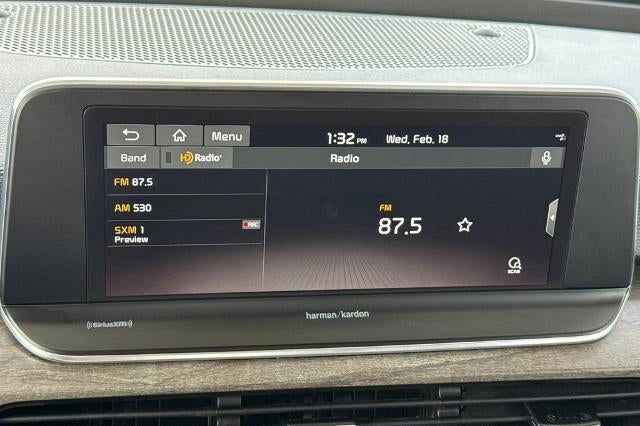 Menu 1:32 PM Wed, Feb. 18
Band HD Radio Radio
FM 87.5
AM 530
SXM 1 REC
Preview
FM
87.5
SCAN
((SiriusXM))
harman/kardon